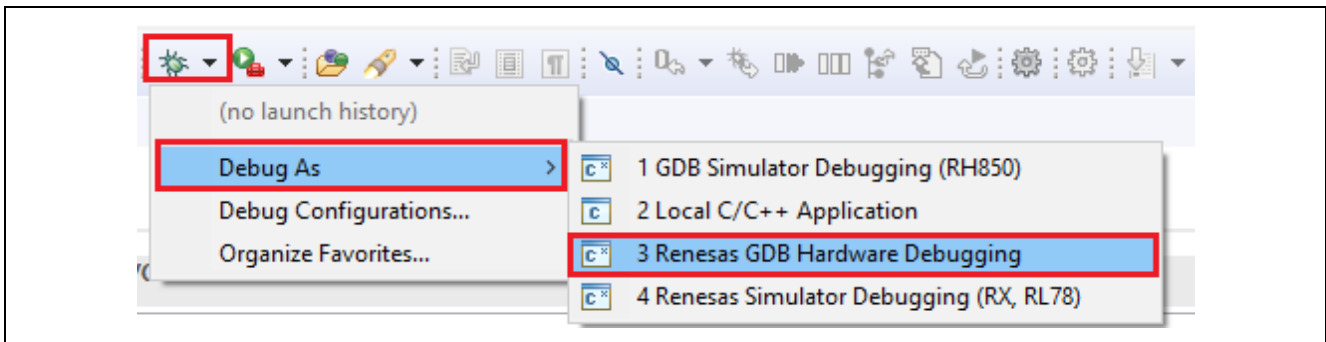 (no launch history)
Debug As
1 GDB Simulator Debugging (RH850)
Debug Configurations...
2 Local C/C++ Application
Organize Favorites...
3 Renesas GDB Hardware Debugging
4 Renesas Simulator Debugging (RX, RL78)